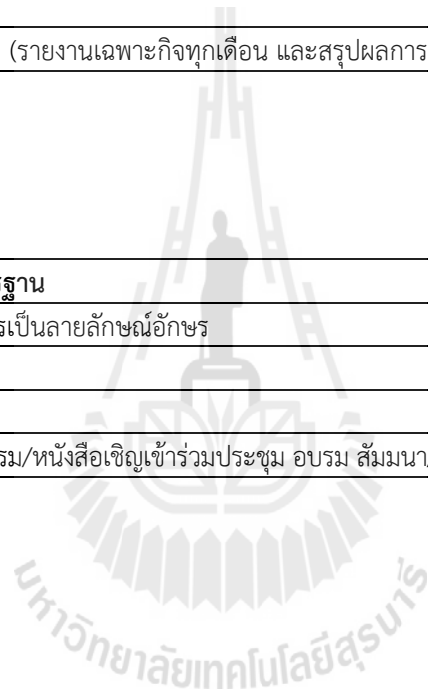 (รายงานเฉพาะกิจทุกเดือน และสรุปผลการ
รฐาน
รเป็นลายลักษณ์อักษร
รม/หนังสือเชิญเข้าร่วมประชุม อบรม สัมมนา/
มหาวิทยาลัยเทคโนโลยีสุรนารี